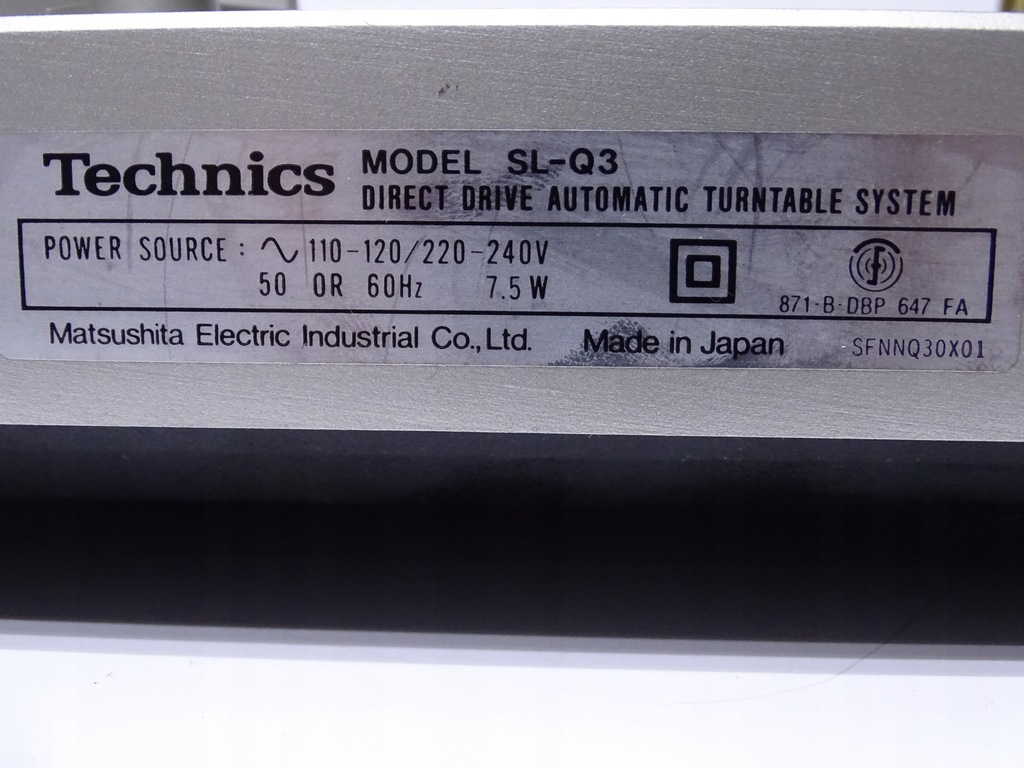 Technics MODEL SL-Q3
DIRECT DRIVE AUTOMATIC TURNTABLE SYSTEM
POWER SOURCE : ∿ 110-120/220-240V
50 OR 60Hz 7.5W
871-B-DBP 647 FA
Matsushita Electric Industrial Co., Ltd. Made in Japan SFNNQ30X01